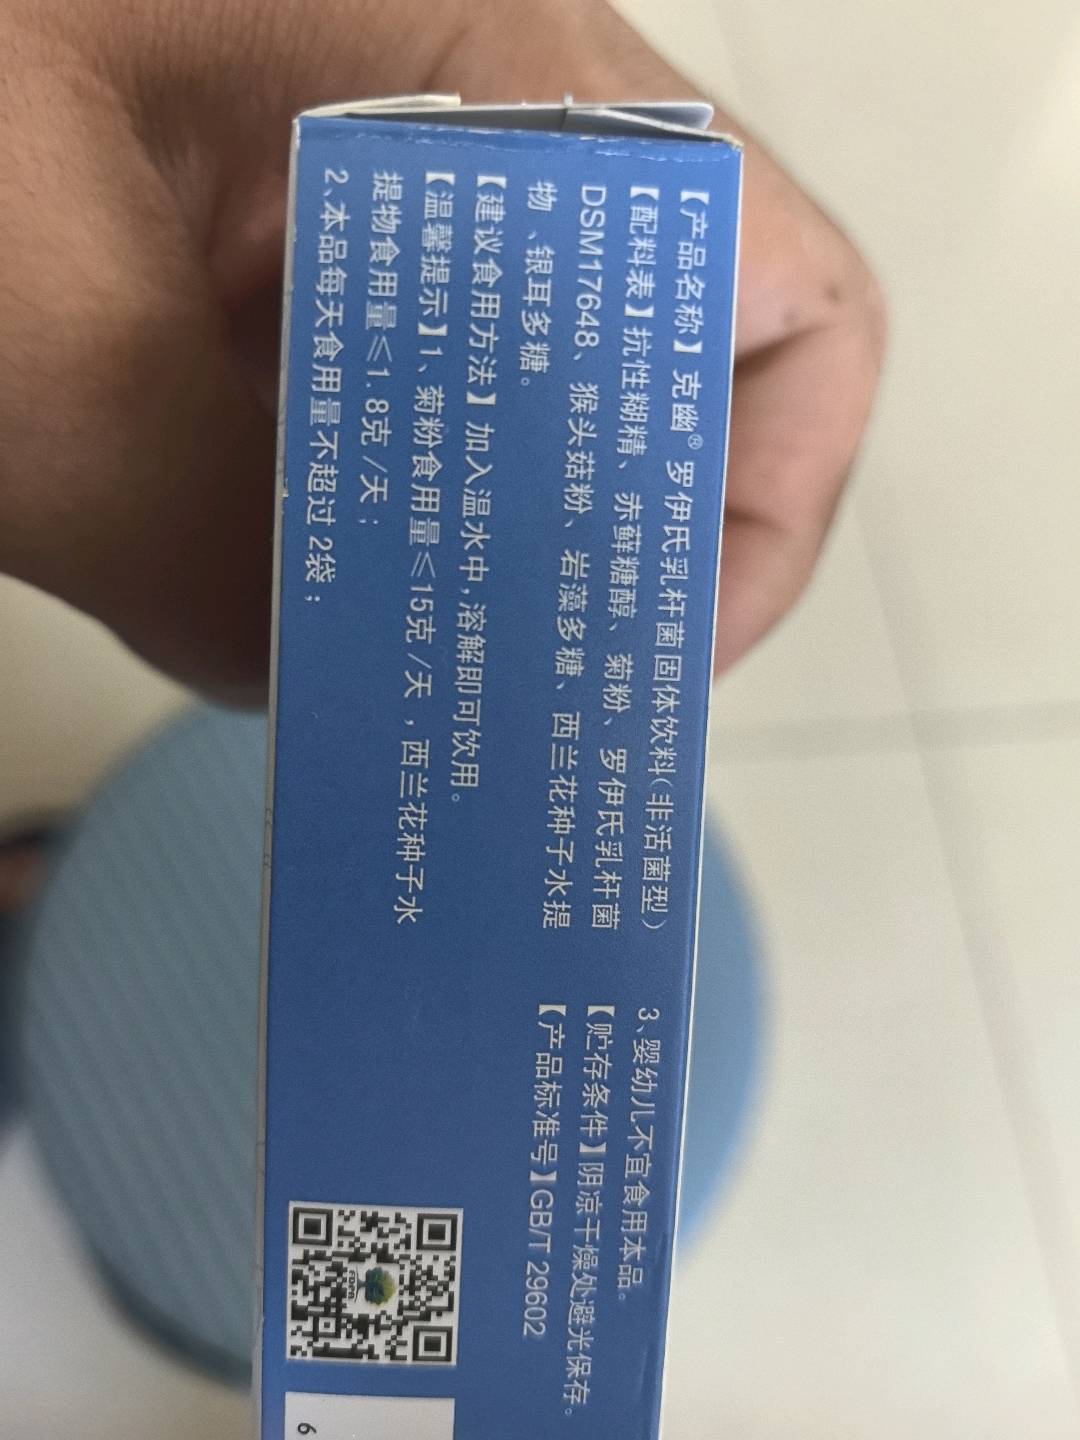 【产品名称】克幽® 罗伊氏乳杆菌固体饮料(非活菌型)
【配料表】抗性糊精、赤藓糖醇、菊粉、罗伊氏乳杆菌
DSM17648、猴头菇粉、岩藻多糖、西兰花种子水提
物、银耳多糖。
【建议食用方法】加入温水中,溶解即可饮用。
【温馨提示】1、菊粉食用量≤15克/天，西兰花种子水
提物食用量≤1.8克/天；
2、本品每天食用量不超过2袋；
3、婴幼儿不宜食用本品。
【贮存条件】阴凉干燥处避光保存。
【产品标准号】GB/T 29602
6